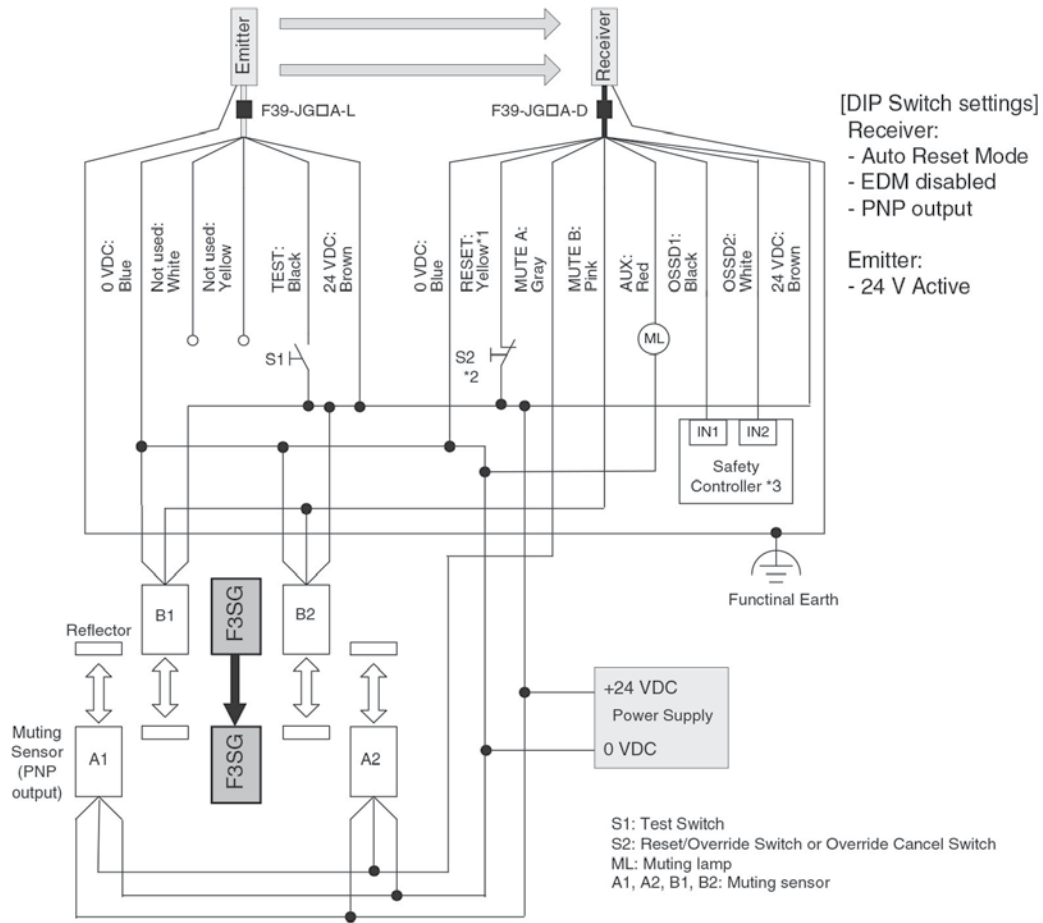 Emitter
Receiver
F39-JG□A-L
F39-JG□A-D
[DIP Switch settings]
Receiver:
- Auto Reset Mode
- EDM disabled
- PNP output
Emitter:
- 24 V Active
0 VDC:
Blue
Not used:
White
Not used:
Yellow
TEST:
Black
24 VDC:
Brown
0 VDC:
Blue
RESET:
Yellow*1
MUTE A:
Gray
MUTE B:
Pink
AUX:
Red
OSSD1:
Black
OSSD2:
White
24 VDC:
Brown
S1
S2
*2
ML
IN1
IN2
Safety
Controller *3
Functinal Earth
B1
F3SG
B2
Reflector
Muting
Sensor
(PNP
output)
A1
F3SG
A2
+24 VDC
Power Supply
0 VDC
S1: Test Switch
S2: Reset/Override Switch or Override Cancel Switch
ML: Muting lamp
A1, A2, B1, B2: Muting sensor